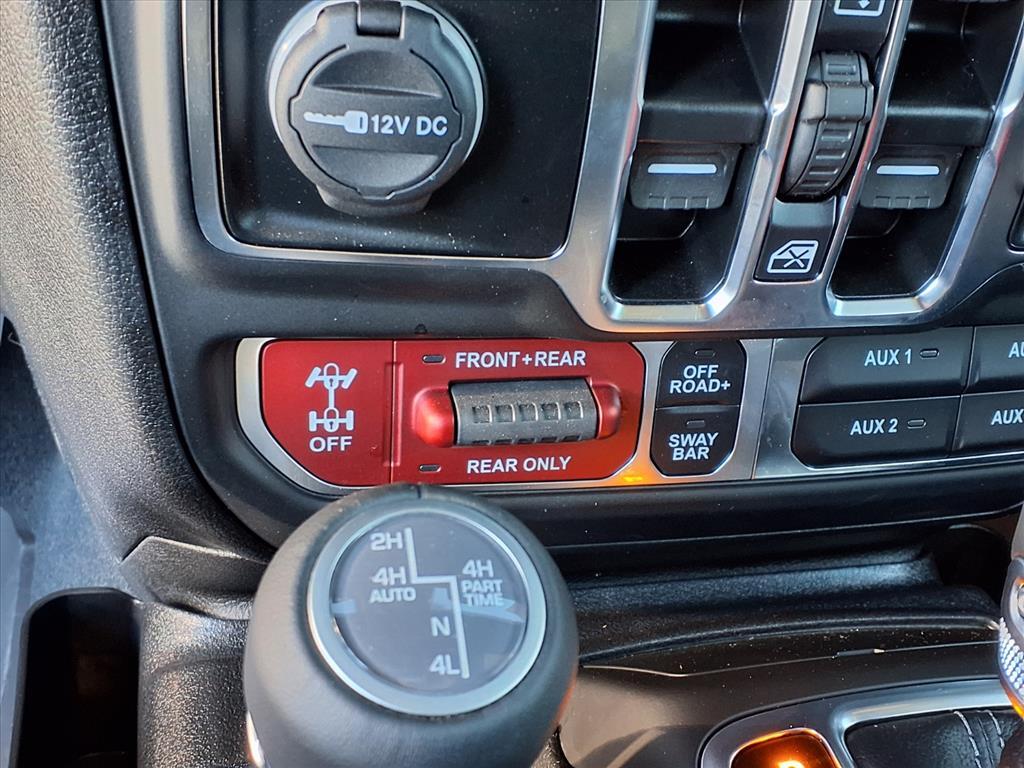 12V DC
FRONT+REAR
OFF
REAR ONLY
OFF
ROAD+
SWAY
BAR
AUX 1
AUX 2
2H
4H
AUTO
4H
PART
TIME
N
4L